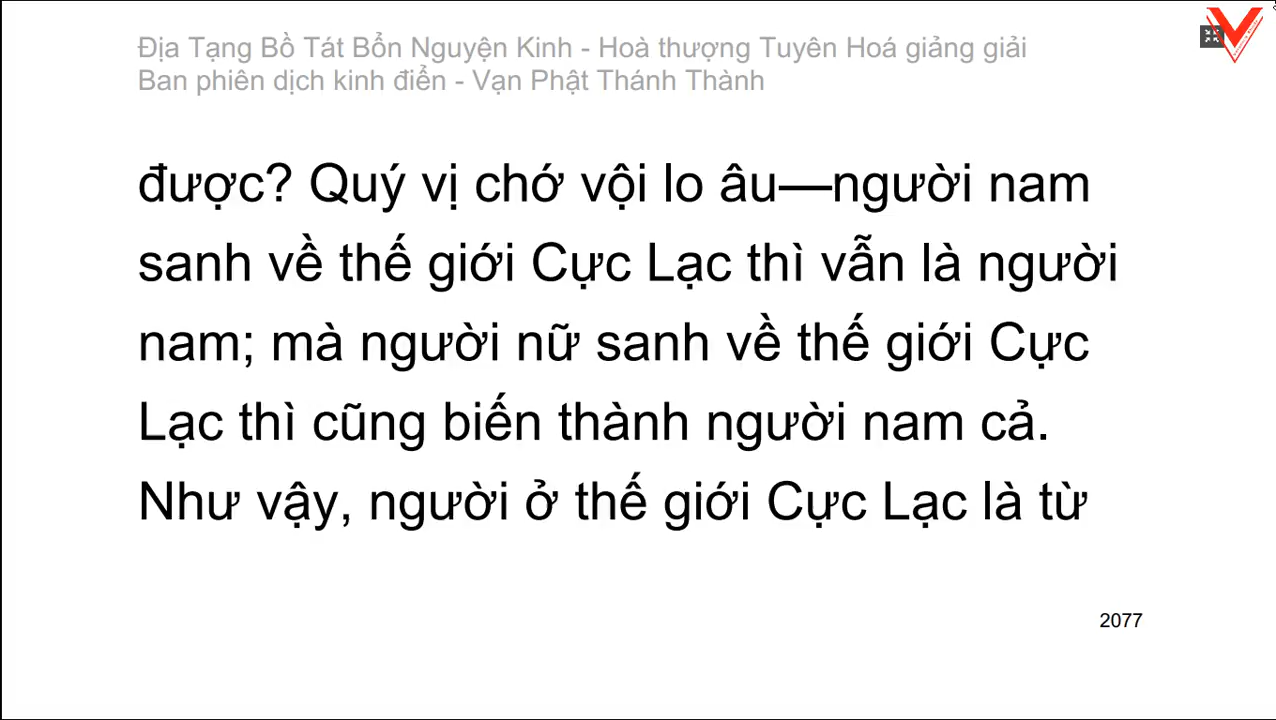 Địa Tạng Bồ Tát Bổn Nguyện Kinh - Hoà thượng Tuyên Hoá giảng giải
Ban phiên dịch kinh điển - Vạn Phật Thánh Thành
được? Quý vị chớ vội lo âu—người nam
sanh về thế giới Cực Lạc thì vẫn là người
nam; mà người nữ sanh về thế giới Cực
Lạc thì cũng biến thành người nam cả.
Như vậy, người ở thế giới Cực Lạc là từ
2077